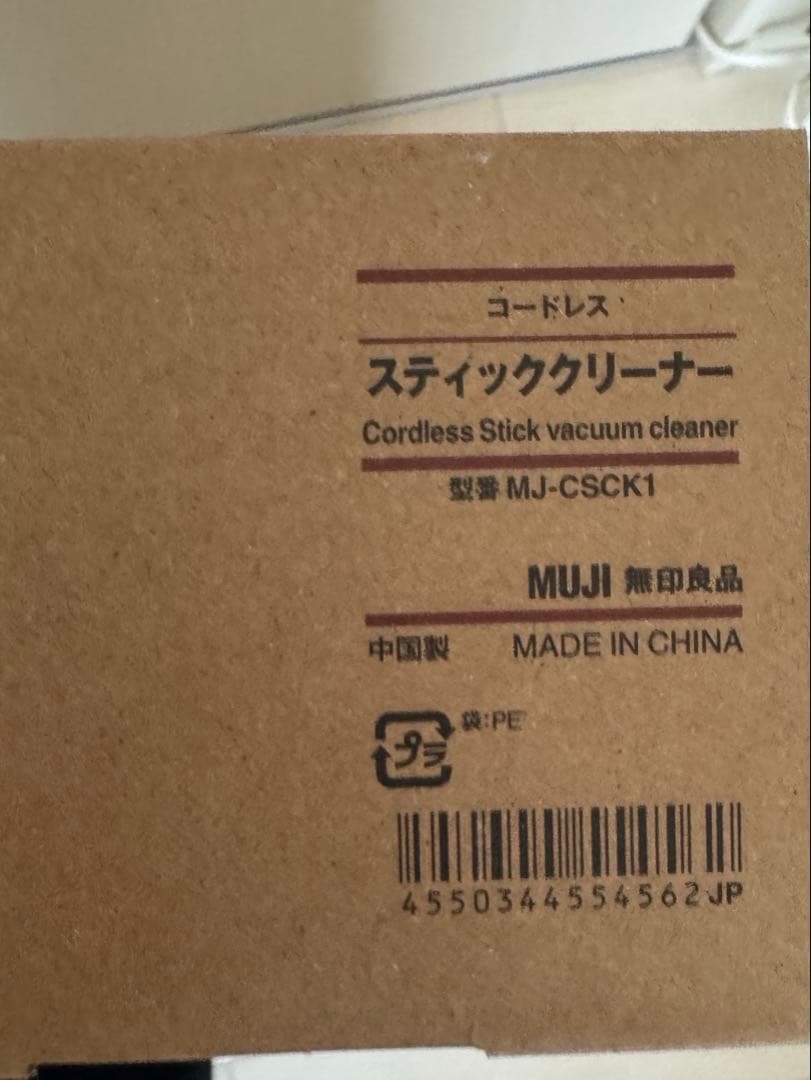 コードレス
スティッククリーナー
Cordless Stick vacuum cleaner
型番 MJ-CSCK1
MUJI 無印良品
中国製 MADE IN CHINA
プラ 袋:PE
4550344554562JP